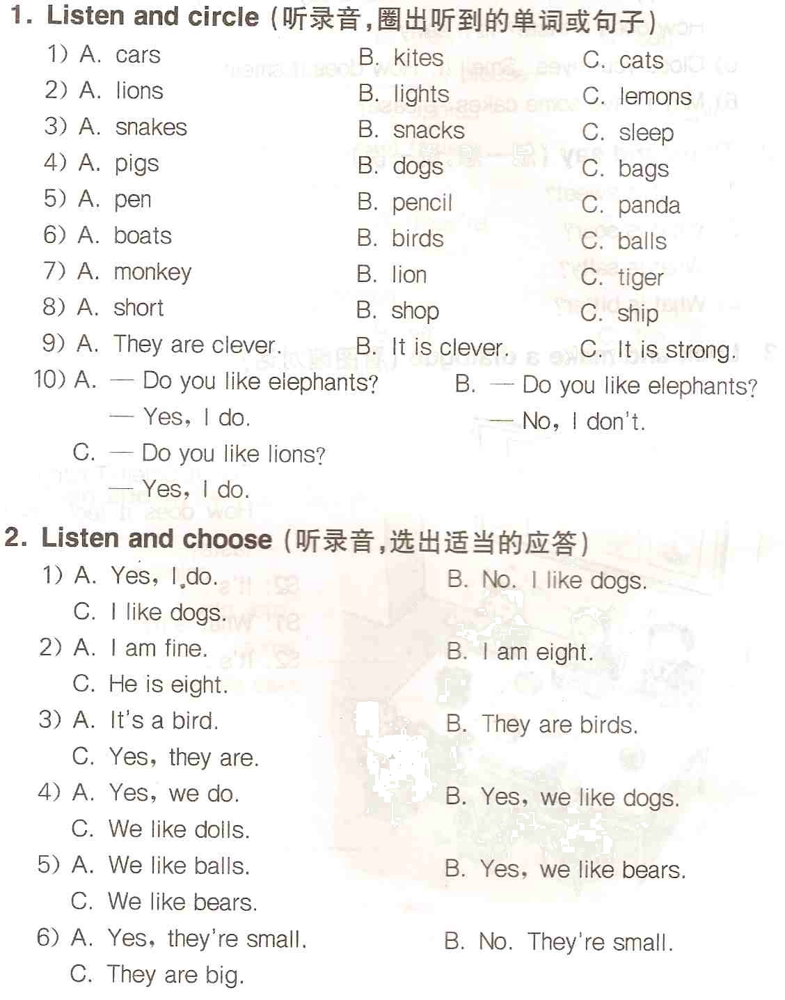 1. Listen and circle (听录音,圈出听到的单词或句子)
1) A. cars B. kites C. cats
2) A. lions B. lights C. lemons
3) A. snakes B. snacks C. sleep
4) A. pigs B. dogs C. bags
5) A. pen B. pencil C. panda
6) A. boats B. birds C. balls
7) A. monkey B. lion C. tiger
8) A. short B. shop C. ship
9) A. They are clever. B. It is clever. C. It is strong.
10) A. — Do you like elephants? B. — Do you like elephants?
— Yes, I do. — No, I don't.
C. — Do you like lions?
— Yes, I do.
2. Listen and choose (听录音,选出适当的应答)
1) A. Yes, I do. B. No. I like dogs.
C. I like dogs.
2) A. I am fine. B. I am eight.
C. He is eight.
3) A. It's a bird. B. They are birds.
C. Yes, they are.
4) A. Yes, we do. B. Yes, we like dogs.
C. We like dolls.
5) A. We like balls. B. Yes, we like bears.
C. We like bears.
6) A. Yes, they're small. B. No. They're small.
C. They are big.